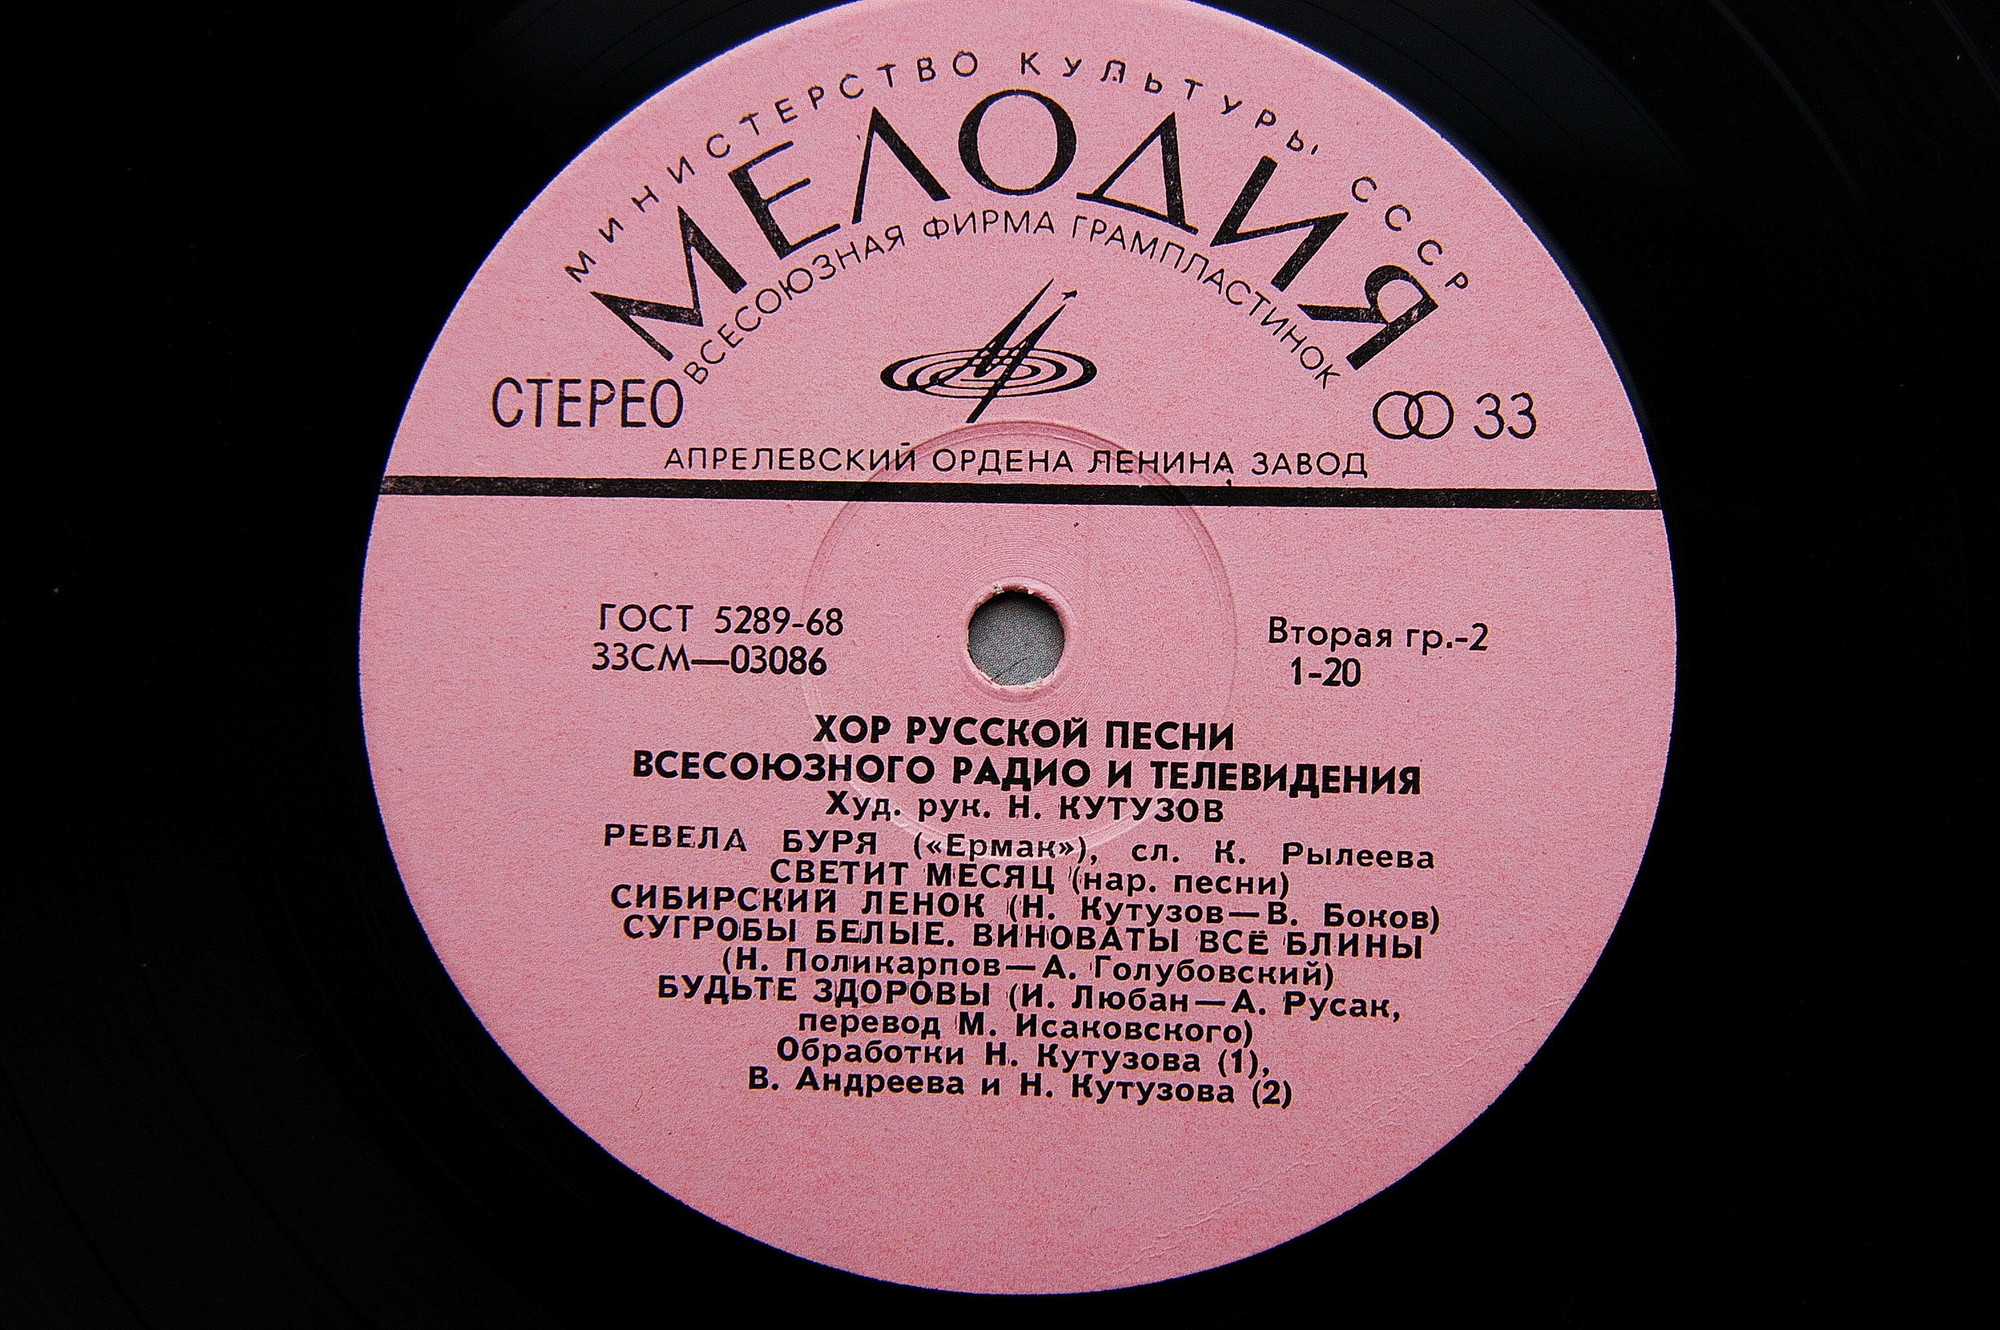 МИНИСТЕРСТВО КУЛЬТУРЫ СССР
МЕЛОДИЯ
ВСЕСОЮЗНАЯ ФИРМА ГРАМПЛАСТИНОК
СТЕРЕО
33
АПРЕЛЕВСКИЙ ОРДЕНА ЛЕНИНА ЗАВОД
ГОСТ 5289-68
33СМ—03086
Вторая гр.-2
1-20
ХОР РУССКОЙ ПЕСНИ
ВСЕСОЮЗНОГО РАДИО И ТЕЛЕВИДЕНИЯ
Худ. рук. Н. КУТУЗОВ
РЕВЕЛА БУРЯ («Ермак»), сл. К. Рылеева
СВЕТИТ МЕСЯЦ (нар. песни)
СИБИРСКИЙ ЛЕНОК (Н. Кутузов—В. Боков)
СУГРОБЫ БЕЛЫЕ. ВИНОВАТЫ ВСЁ БЛИНЫ
(Н. Поликарпов—А. Голубовский)
БУДЬТЕ ЗДОРОВЫ (И. Любан—А. Русак,
перевод М. Исаковского)
Обработки Н. Кутузова (1),
В. Андреева и Н. Кутузова (2)